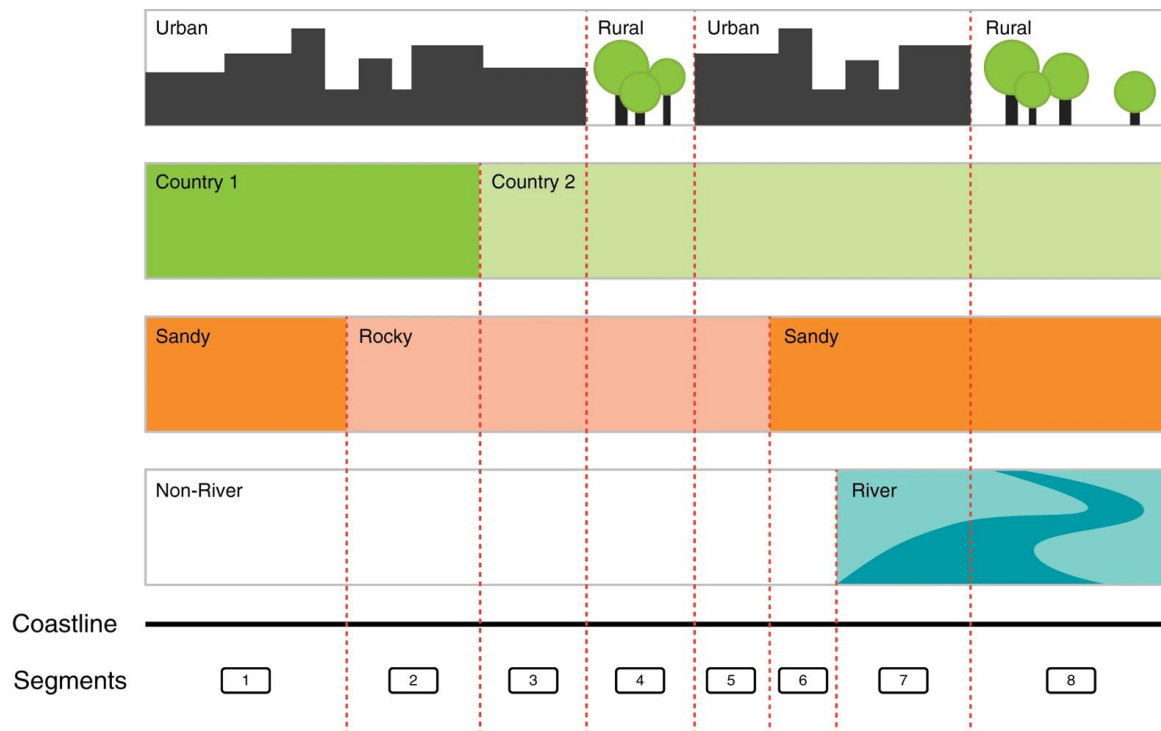 Urban
Rural
Urban
Rural
Country 1
Country 2
Sandy
Rocky
Sandy
Non-River
River
Coastline
Segments
1
2
3
4
5
6
7
8